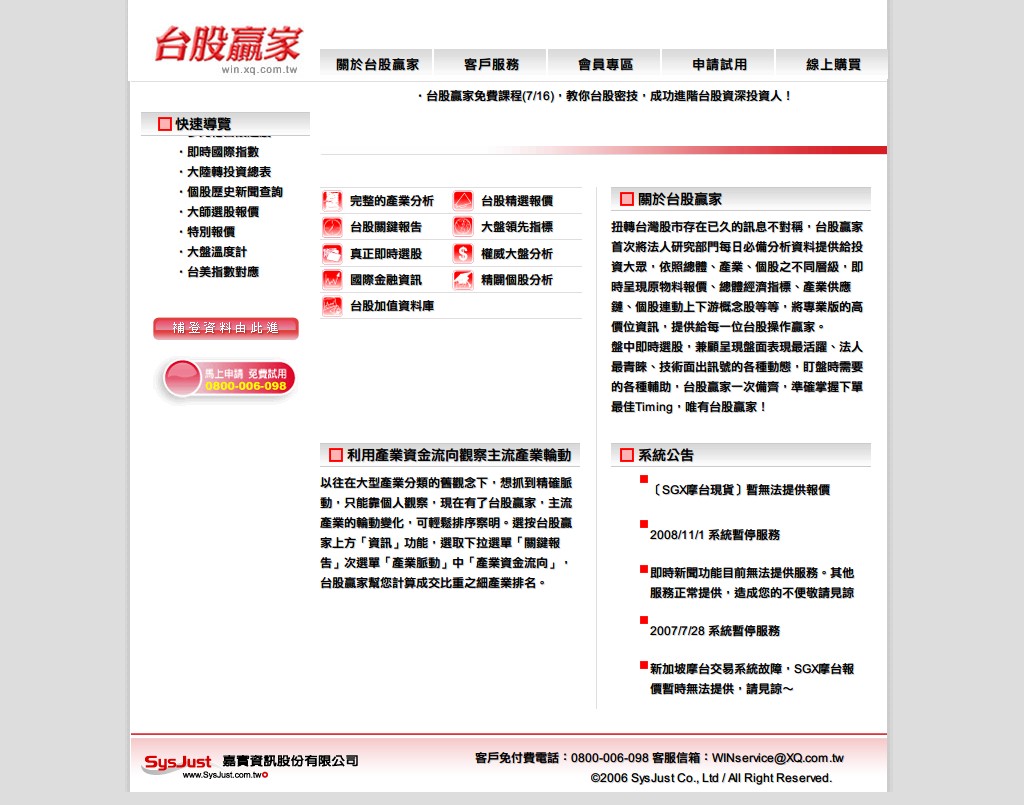 台股贏家
win.xq.com.tw
關於台股贏家
客戶服務
會員專區
申請試用
線上購買
‧台股贏家免費課程(7/16)，教你台股密技，成功進階台股資深投資人！
快速導覽
‧即時國際指數
‧大陸轉投資總表
‧個股歷史新聞查詢
‧大師選股報價
‧特別報價
‧大盤溫度計
‧台美指數對應
補登資料由此進
馬上申請 免費試用
0800-006-098
完整的產業分析
台股精選報價
台股關鍵報告
大盤領先指標
真正即時選股
權威大盤分析
國際金融資訊
精闢個股分析
台股加值資料庫
關於台股贏家
扭轉台灣股市存在已久的訊息不對稱，台股贏家
首次將法人研究部門每日必備分析資料提供給投
資大眾，依照總體、產業、個股之不同層級，即
時呈現原物料報價、總體經濟指標、產業供應
鏈、個股連動上下游概念股等等，將專業版的高
價位資訊，提供給每一位台股操作贏家。
盤中即時選股，兼顧呈現盤面表現最活躍、法人
最青睞、技術面出訊號的各種動態，盯盤時需要
的各種輔助，台股贏家一次備齊，準確掌握下單
最佳Timing，唯有台股贏家！
利用產業資金流向觀察主流產業輪動
以往在大型產業分類的舊觀念下，想抓到精確脈
動，只能靠個人觀察，現在有了台股贏家，主流
產業的輪動變化，可輕鬆排序察明。選按台股贏
家上方「資訊」功能，選取下拉選單「關鍵報
告」次選單「產業脈動」中「產業資金流向」，
台股贏家幫您計算成交比重之細產業排名。
系統公告
〔SGX摩台現貨〕暫無法提供報價
2008/11/1 系統暫停服務
即時新聞功能目前無法提供服務。其他
服務正常提供，造成您的不便敬請見諒
2007/7/28 系統暫停服務
新加坡摩台交易系統故障，SGX摩台報
價暫時無法提供，請見諒～
SysJust 嘉實資訊股份有限公司
www.SysJust.com.tw
客戶免付費電話：0800-006-098 客服信箱：WINservice@XQ.com.tw
©2006 SysJust Co., Ltd / All Right Reserved.